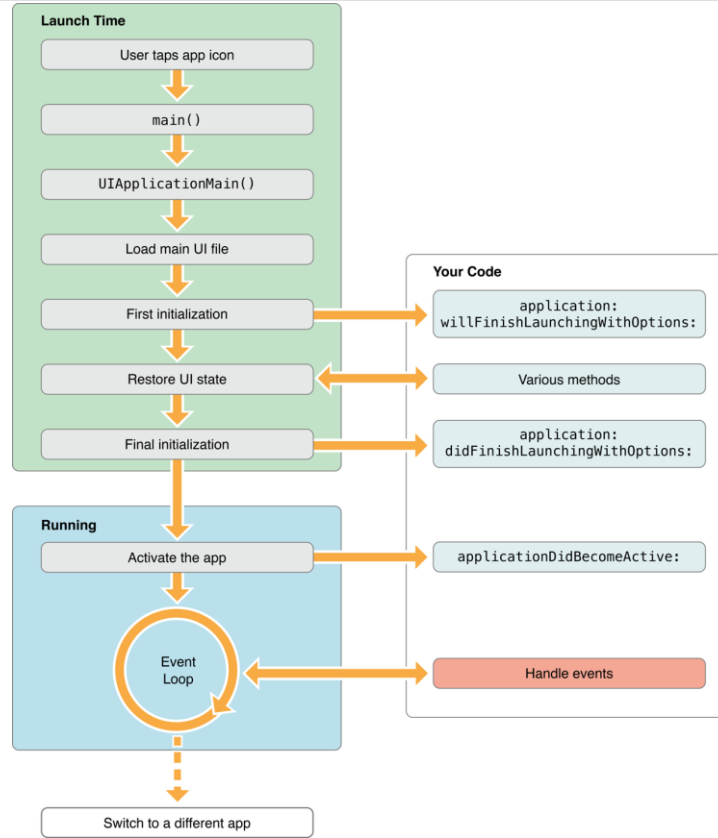 Launch Time
User taps app icon
main()
UIApplicationMain()
Load main UI file
First initialization
Restore UI state
Final initialization
Your Code
application:
willFinishLaunchingWithOptions:
Various methods
application:
didFinishLaunchingWithOptions:
Running
Activate the app
applicationDidBecomeActive:
Event
Loop
Handle events
Switch to a different app